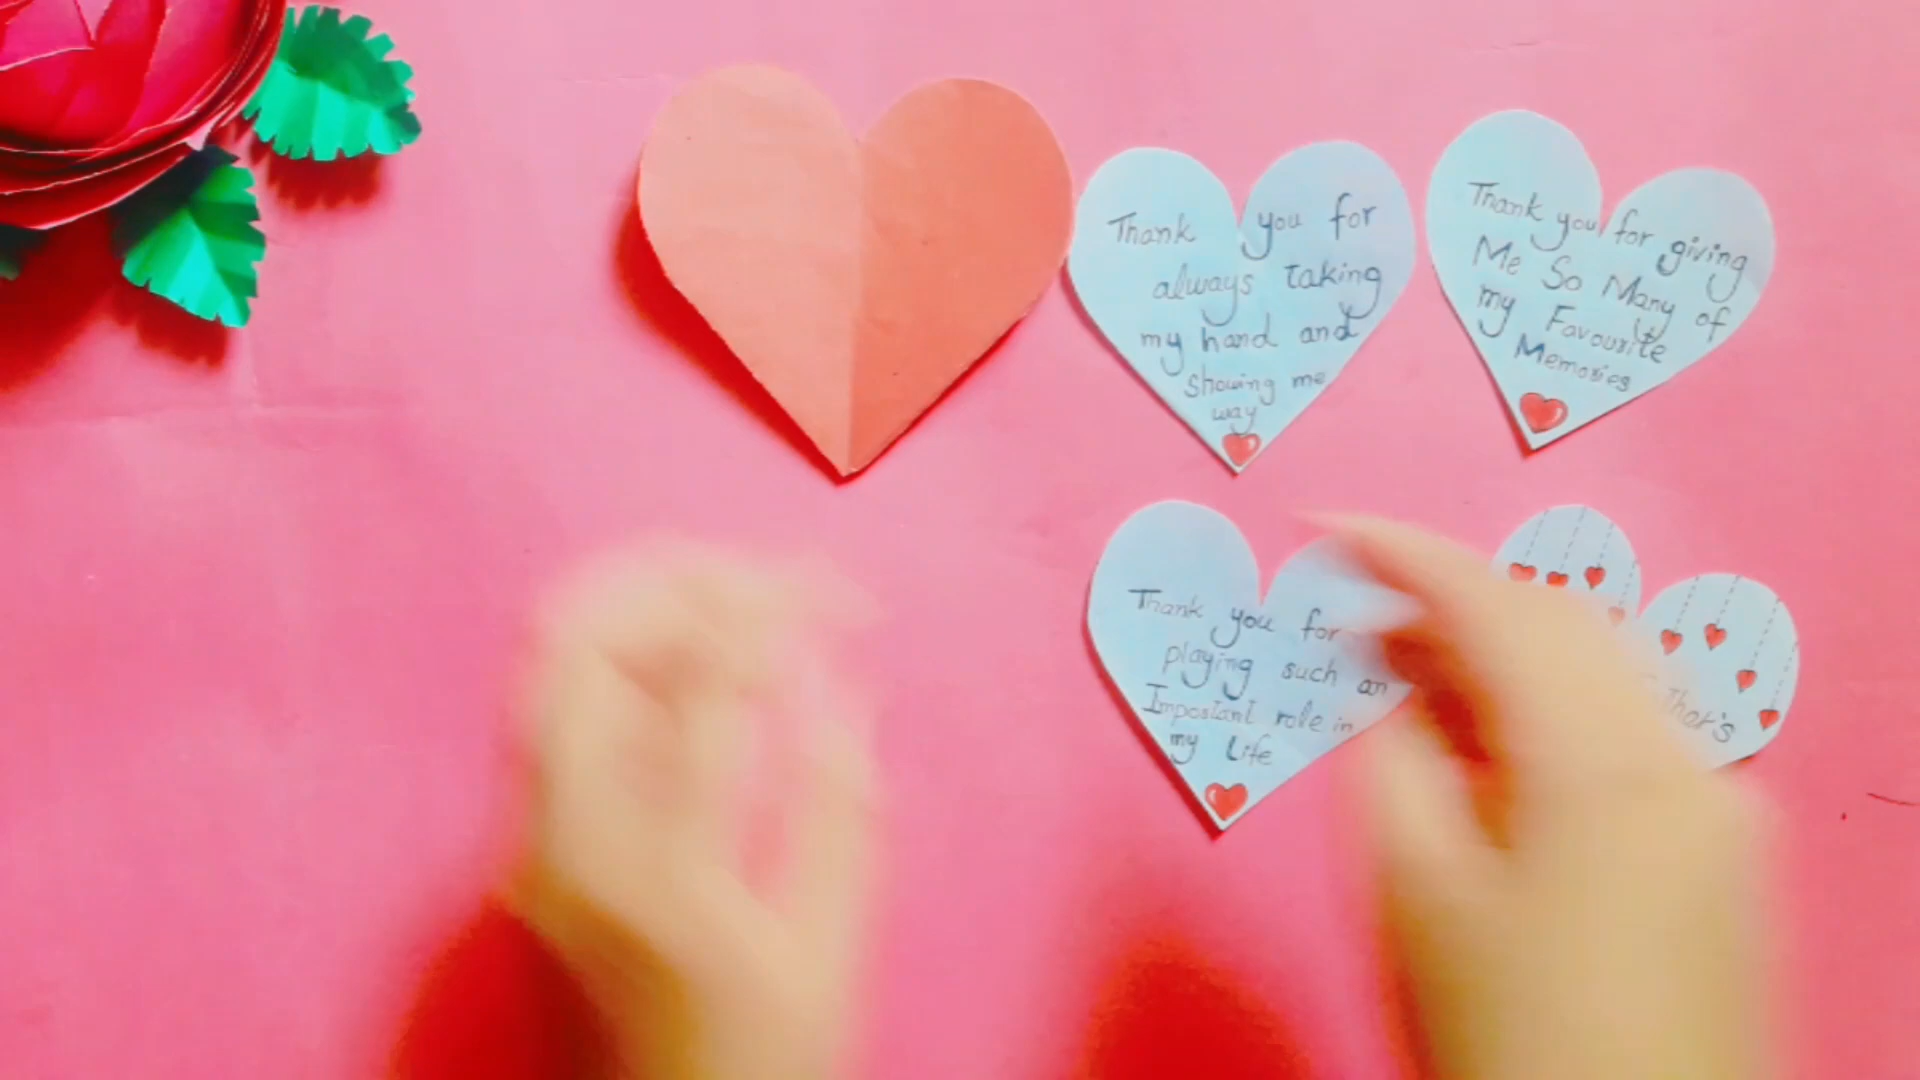 Thank you for
always taking
my hand and
showing me
way
Thank you for giving
Me So Many of
my Favourite
Memories
Thank you for
playing such an
Important role in
my Life
That's